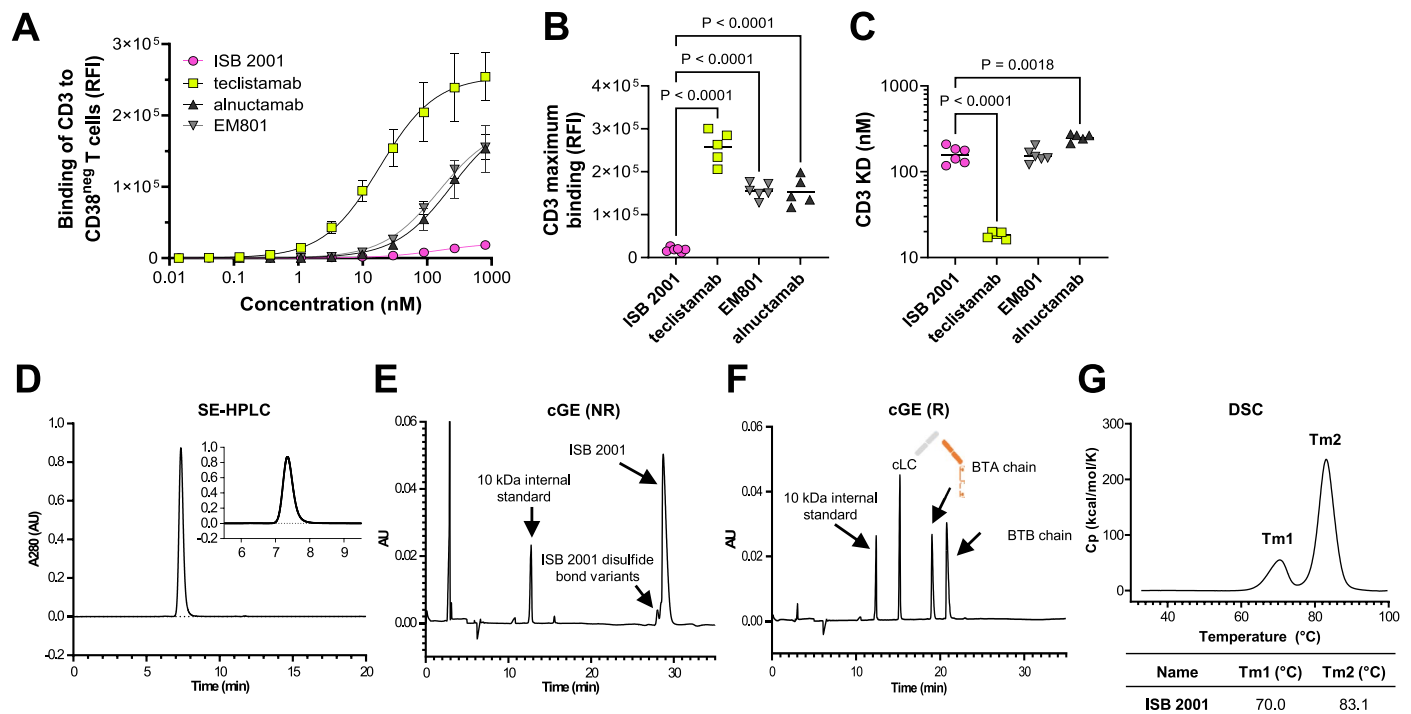 A
Binding of CD3 to
CD38neg T cells (RFI)
3×10⁵
2×10⁵
1×10⁵
0
0.01
0.1
1
10
100
1000
Concentration (nM)
ISB 2001
teclistamab
alnuctamab
EM801
B
P < 0.0001
P < 0.0001
P < 0.0001
CD3 maximum
binding (RFI)
4×10⁵
3×10⁵
2×10⁵
1×10⁵
0
ISB 2001
teclistamab
EM801
alnuctamab
C
P = 0.0018
P < 0.0001
CD3 KD (nM)
1000
100
10
ISB 2001
teclistamab
EM801
alnuctamab
D
SE-HPLC
A280 (AU)
1.0
0.8
0.6
0.4
0.2
0.0
-0.2
0
5
10
15
20
Time (min)
1.0
0.8
0.6
0.4
0.2
0.0
-0.2
6
7
8
9
E
cGE (NR)
AU
0.06
0.04
0.02
0.00
0
10
20
30
Time (min)
10 kDa internal
standard
ISB 2001
ISB 2001 disulfide
bond variants
F
cGE (R)
AU
0.06
0.04
0.02
0.00
0
10
20
30
Time (min)
10 kDa internal
standard
cLC
BTA chain
BTB chain
G
DSC
Cp (kcal/mol/K)
300
200
100
0
40
60
80
100
Temperature (°C)
Tm1
Tm2
Name Tm1 (°C) Tm2 (°C)
ISB 2001 70.0 83.1